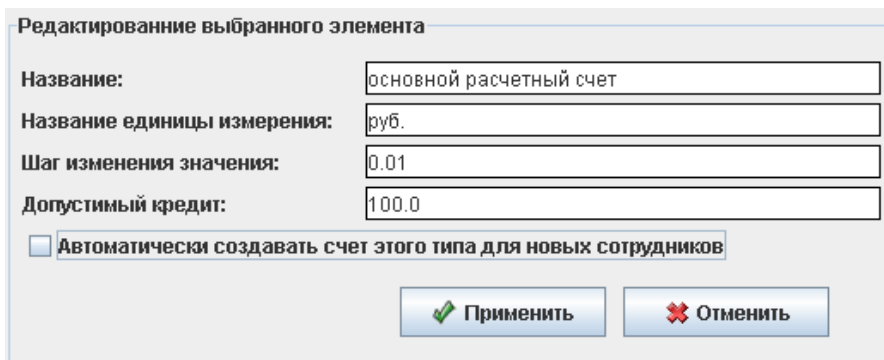 Редактированние выбранного элемента
Название: основной расчетный счет
Название единицы измерения: руб.
Шаг изменения значения: 0.01
Допустимый кредит: 100.0
Автоматически создавать счет этого типа для новых сотрудников
Применить Отменить